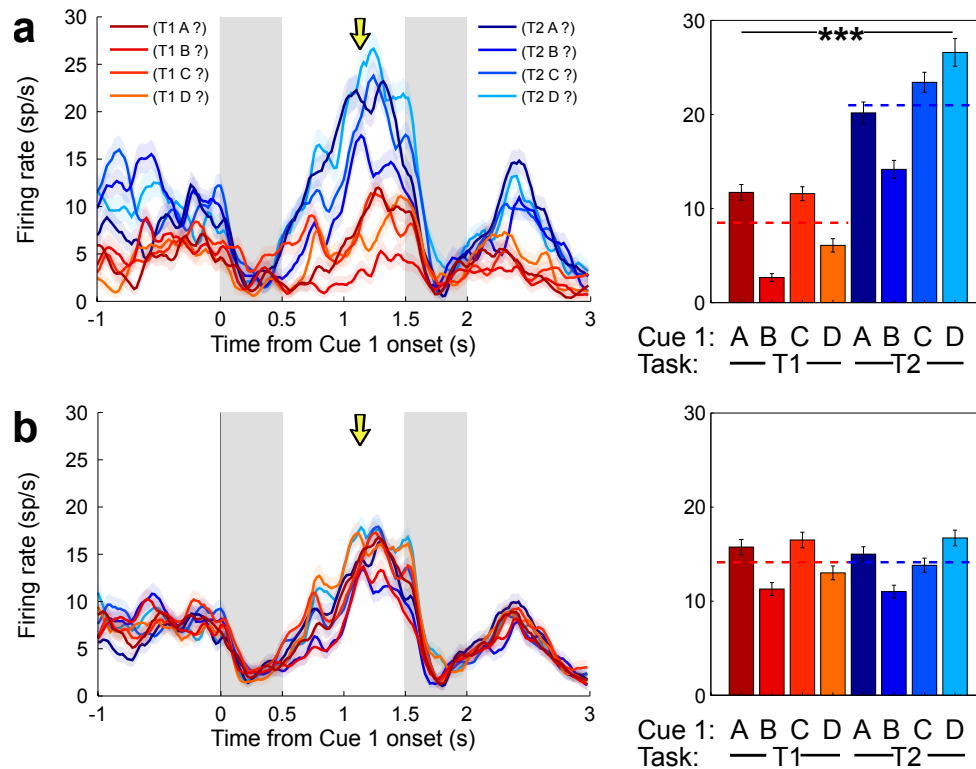 a
30
25
20
15
10
5
0
Firing rate (sp/s)
(T1 A ?)
(T1 B ?)
(T1 C ?)
(T1 D ?)
(T2 A ?)
(T2 B ?)
(T2 C ?)
(T2 D ?)
-1 0 0.5 1 1.5 2 3
Time from Cue 1 onset (s)
30
20
10
0
***
Cue 1: A B C D A B C D
Task: T1 T2
b
30
25
20
15
10
5
0
Firing rate (sp/s)
-1 0 0.5 1 1.5 2 3
Time from Cue 1 onset (s)
30
20
10
0
Cue 1: A B C D A B C D
Task: T1 T2